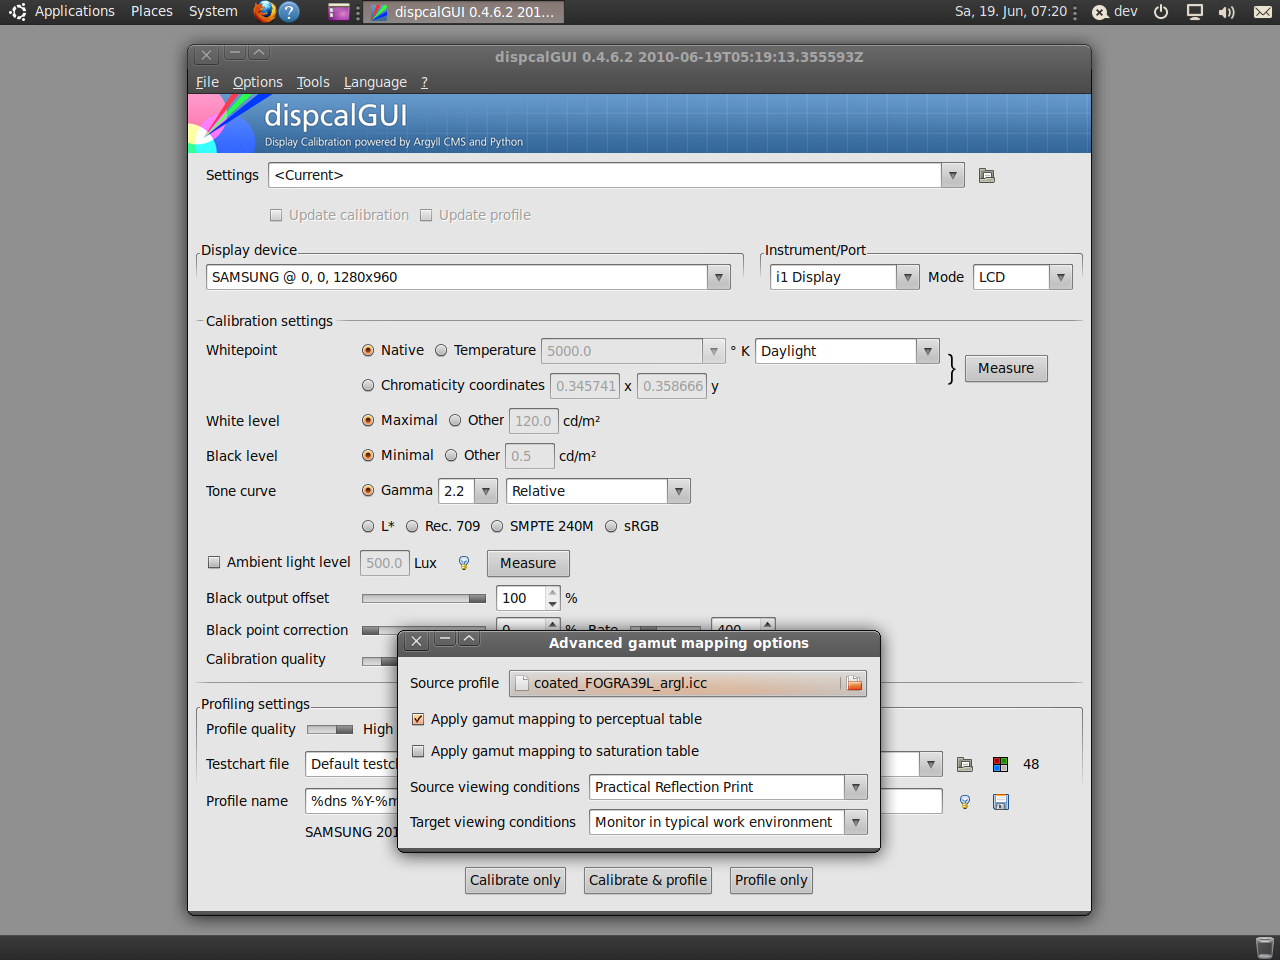 Applications Places System dispcalGUI 0.4.6.2 201... Sa, 19. Jun, 07:20 dev
dispcalGUI 0.4.6.2 2010-06-19T05:19:13.355593Z
File Options Tools Language ?
dispcalGUI
Display Calibration powered by Argyll CMS and Python
Settings <Current>
Update calibration Update profile
Display device Instrument/Port
SAMSUNG @ 0, 0, 1280x960 i1 Display Mode LCD
Calibration settings
Whitepoint Native Temperature 5000.0 ° K Daylight
Chromaticity coordinates 0.345741 x 0.358666 y } Measure
White level Maximal Other 120.0 cd/m²
Black level Minimal Other 0.5 cd/m²
Tone curve Gamma 2.2 Relative
L* Rec. 709 SMPTE 240M sRGB
Ambient light level 500.0 Lux Measure
Black output offset 100 %
Black point correction 0 % Rate 400
Calibration quality
Advanced gamut mapping options
Source profile coated_FOGRA39L_argl.icc
Apply gamut mapping to perceptual table
Apply gamut mapping to saturation table
Source viewing conditions Practical Reflection Print
Target viewing conditions Monitor in typical work environment
Profiling settings
Profile quality High
Testchart file Default testc 48
Profile name %dns %Y-%m
SAMSUNG 201
Calibrate only Calibrate & profile Profile only